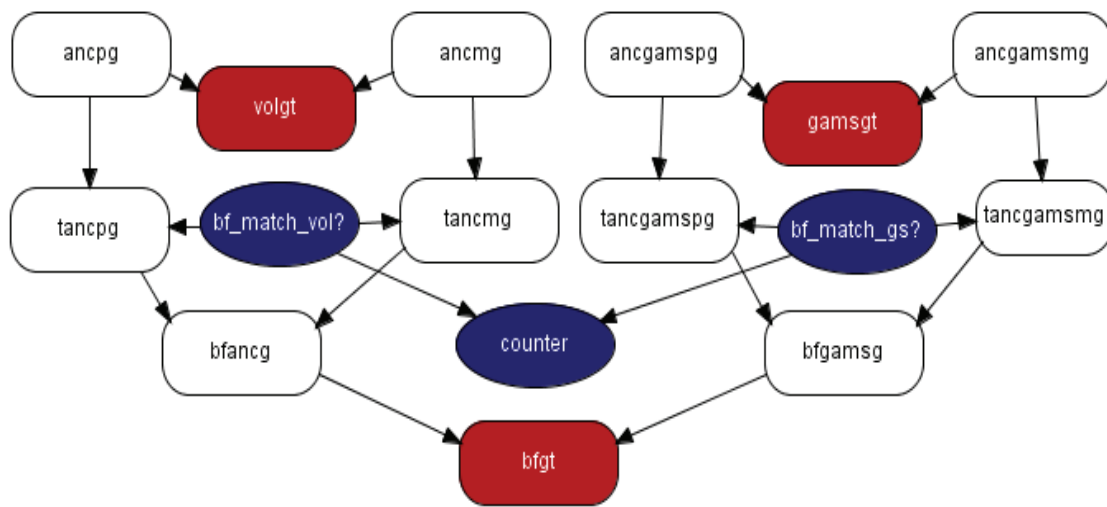 ancpg
ancmg
ancgamspg
ancgamsmg
volgt
gamsgt
tancpg
bf_match_vol?
tancmg
tancgamspg
bf_match_gs?
tancgamsmg
bfancg
counter
bfgamsg
bfgt